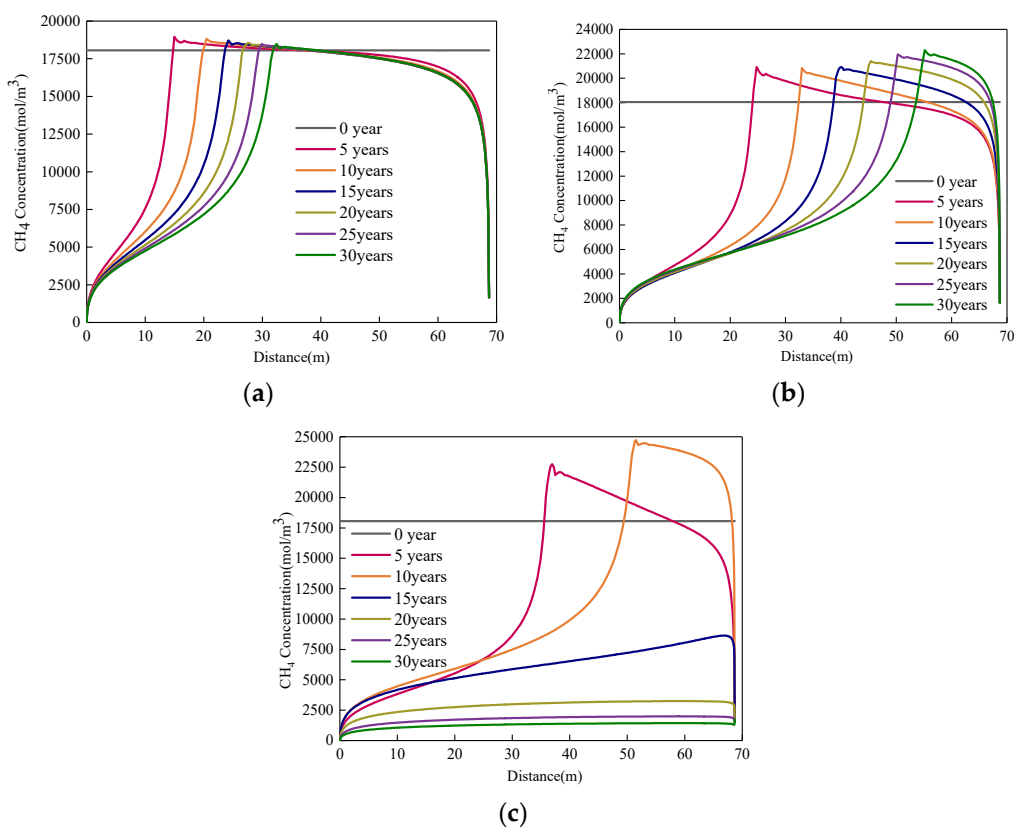 20000
17500
15000
12500
10000
7500
5000
2500
0
CH4 Concentration(mol/m3)
0 year
5 years
10years
15years
20years
25years
30years
0 10 20 30 40 50 60 70
Distance(m)
(a)
24000
22000
20000
18000
16000
14000
12000
10000
8000
6000
4000
2000
0
CH4 Concentration(mol/m3)
0 year
5 years
10years
15years
20years
25years
30years
0 10 20 30 40 50 60 70
Distance(m)
(b)
25000
22500
20000
17500
15000
12500
10000
7500
5000
2500
0
CH4 Concentration(mol/m3)
0 year
5 years
10years
15years
20years
25years
30years
0 10 20 30 40 50 60 70
Distance(m)
(c)